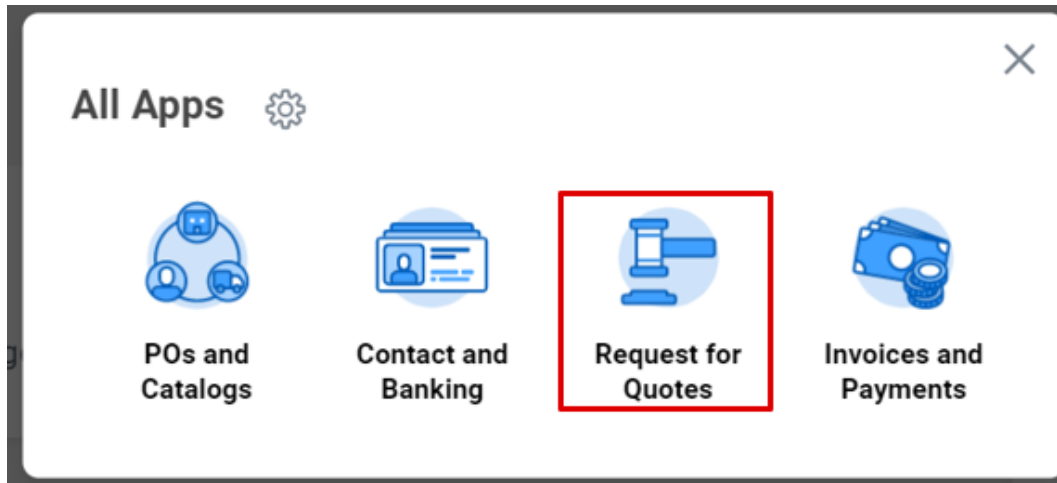 All Apps
POs and
Catalogs
Contact and
Banking
Request for
Quotes
Invoices and
Payments